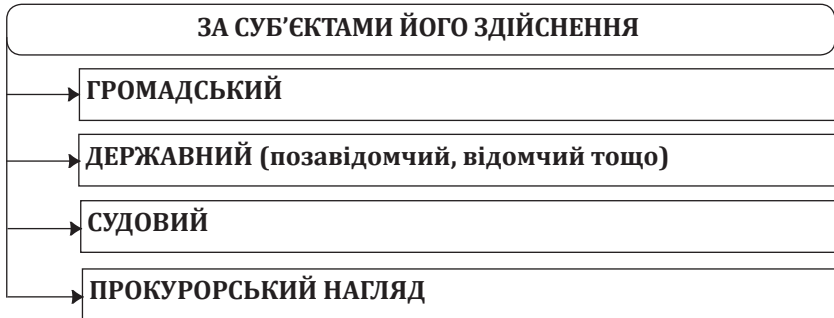 ЗА СУБ’ЄКТАМИ ЙОГО ЗДІЙСНЕННЯ
ГРОМАДСЬКИЙ
ДЕРЖАВНИЙ (позавідомчий, відомчий тощо)
СУДОВИЙ
ПРОКУРОРСЬКИЙ НАГЛЯД